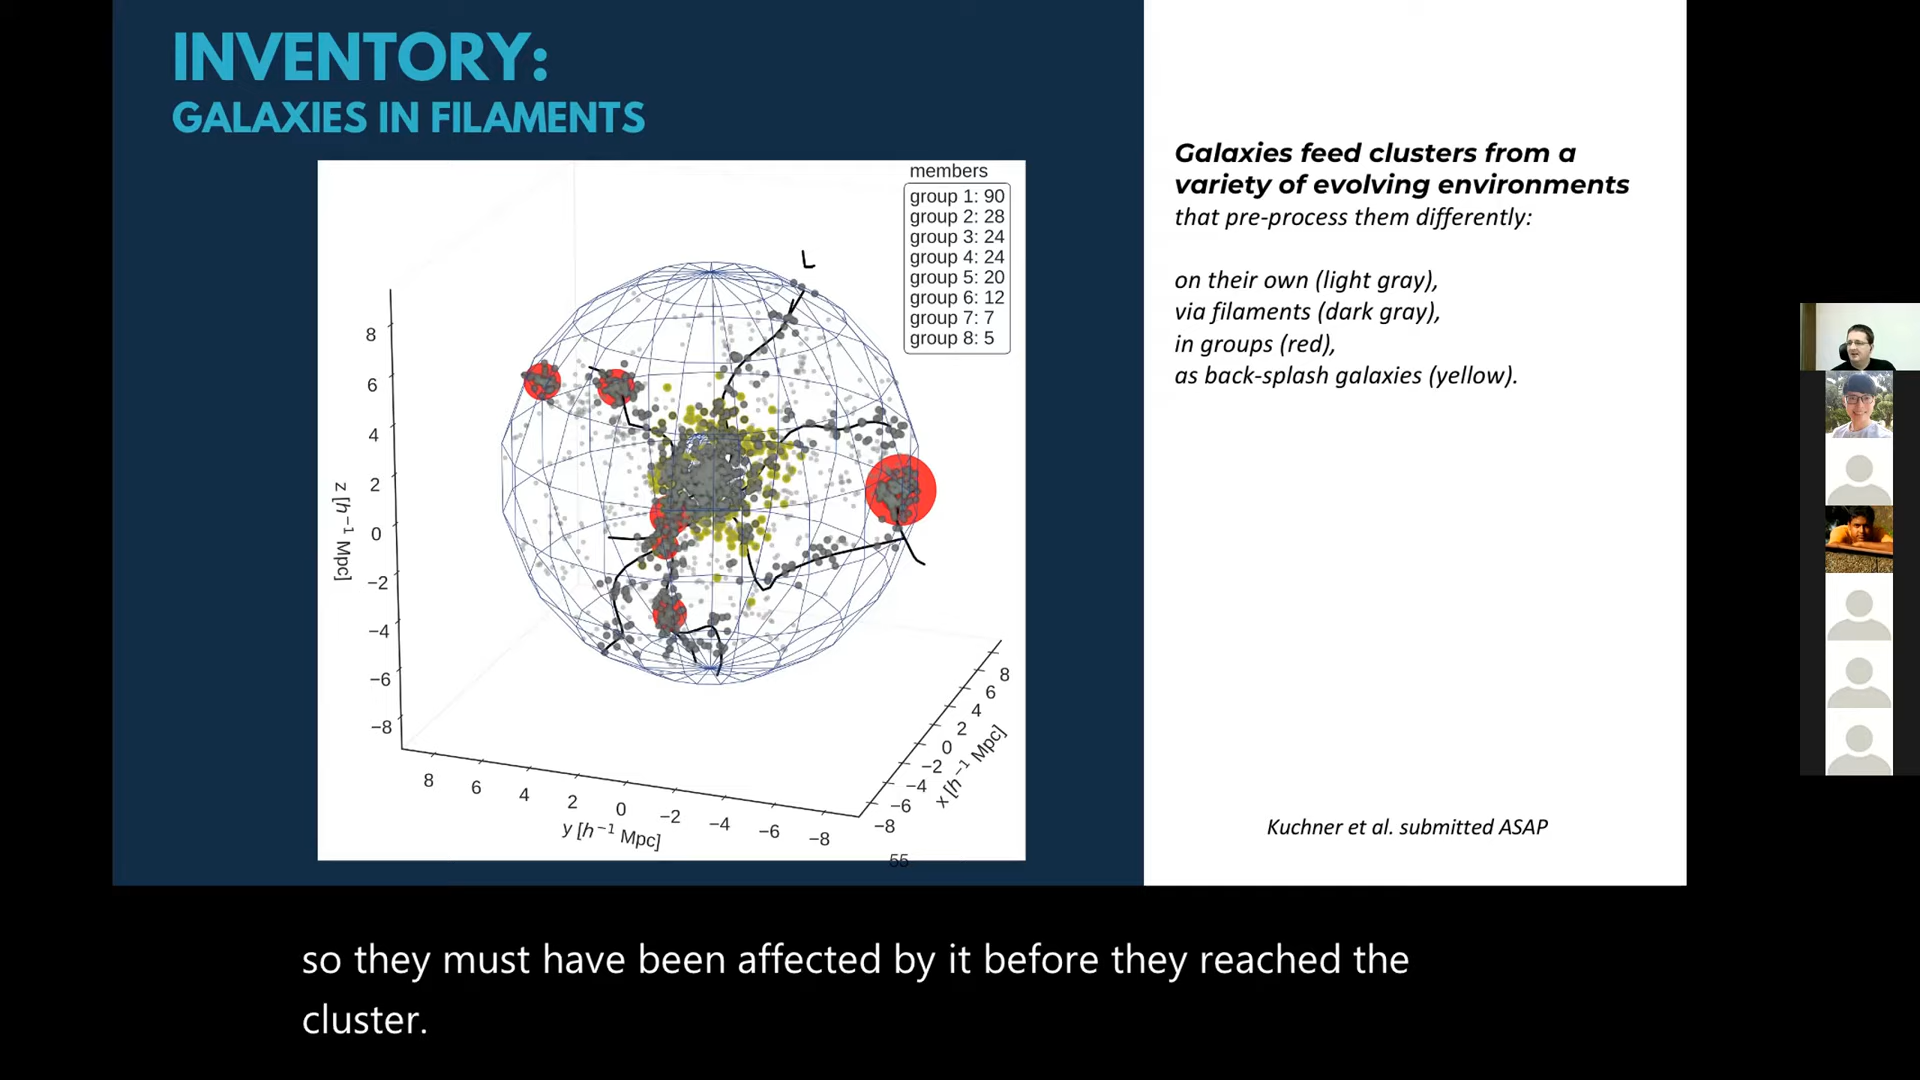 INVENTORY:
GALAXIES IN FILAMENTS
members
group 1: 90
group 2: 28
group 3: 24
group 4: 24
group 5: 20
group 6: 12
group 7: 7
group 8: 5
L
8
6
4
2
0
−2
−4
−6
−8
z [h⁻¹ Mpc]
8
6
4
2
0
−2
−4
−6
−8
y [h⁻¹ Mpc]
8
6
4
2
0
−2
−4
−6
−8
x [h⁻¹ Mpc]
55
Galaxies feed clusters from a
variety of evolving environments
that pre-process them differently:
on their own (light gray),
via filaments (dark gray),
in groups (red),
as back-splash galaxies (yellow).
Kuchner et al. submitted ASAP
so they must have been affected by it before they reached the
cluster.